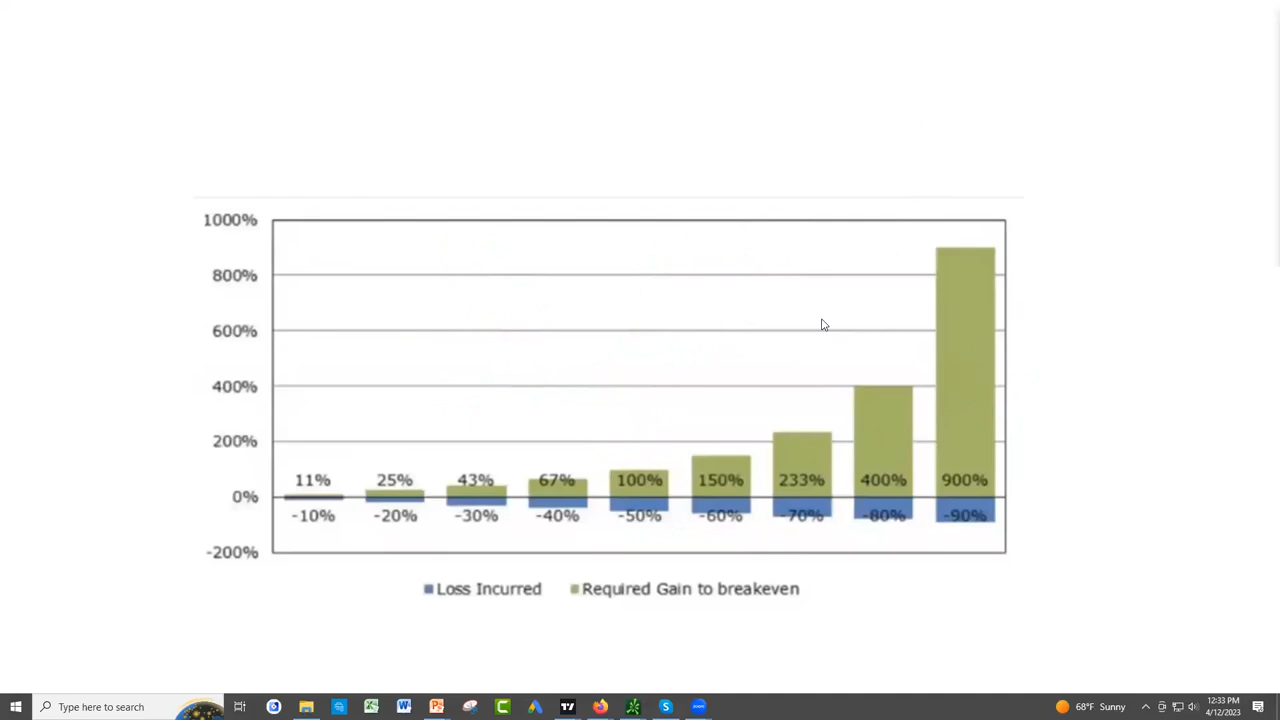 1000%
800%
600%
400%
200%
11% 25% 43% 67% 100% 150% 233% 400% 900%
0%
-10% -20% -30% -40% -50% -60% -70% -80% -90%
-200%
Loss Incurred Required Gain to breakeven
Type here to search
68°F Sunny
12:33 PM
4/12/2023